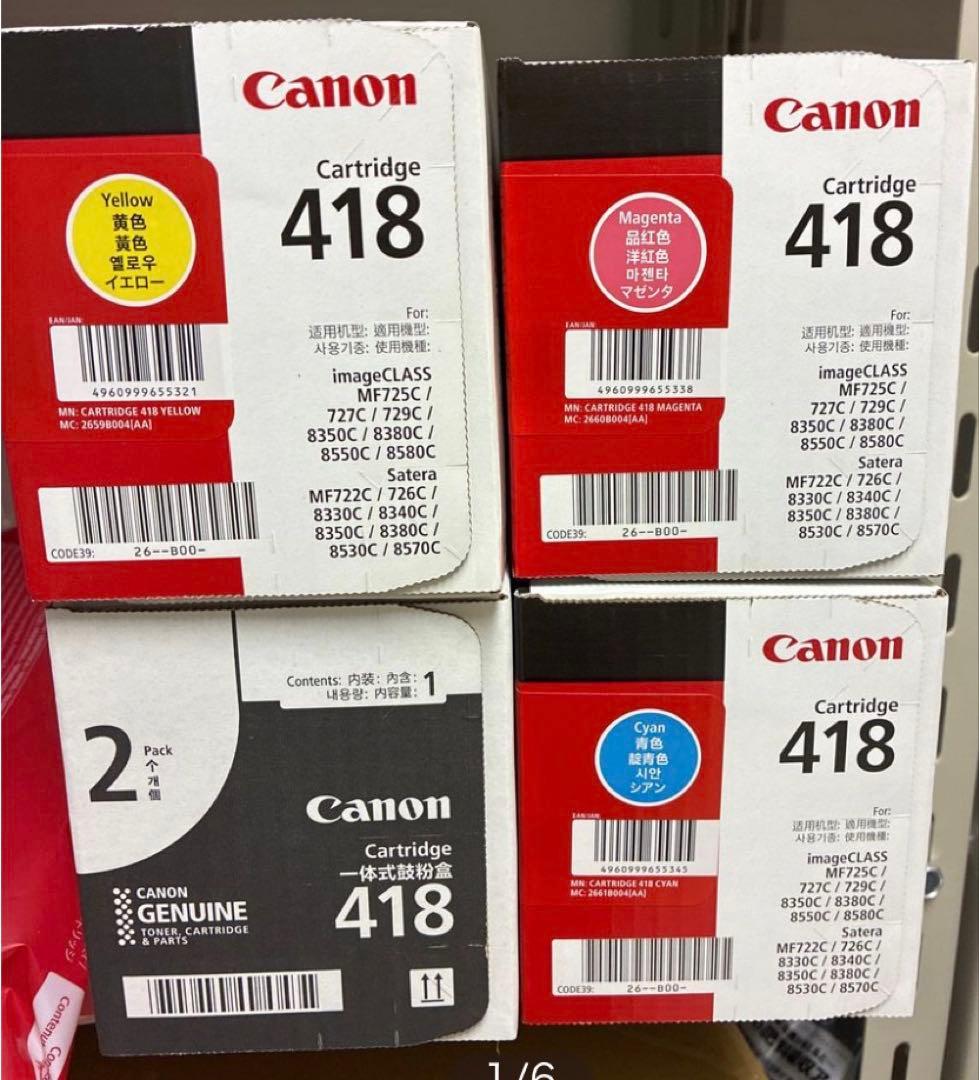 Canon
Cartridge
418
Yellow
黄色
黃色
옐로우
イエロー
For:
适用机型: 適用機型:
사용기종: 使用機種:
EAN/JAN:
4960999655321
MN: CARTRIDGE 418 YELLOW
MC: 2659B004[AA]
imageCLASS
MF725C /
727C / 729C /
8350C / 8380C /
8550C / 8580C
Satera
MF722C / 726C /
8330C / 8340C /
8350C / 8380C /
8530C / 8570C
CODE39: 26--B00-
Canon
Cartridge
418
Magenta
品红色
洋紅色
마젠타
マゼンタ
For:
适用机型: 適用機型:
사용기종: 使用機種:
EAN/JAN:
4960999655338
MN: CARTRIDGE 418 MAGENTA
MC: 2660B004[AA]
imageCLASS
MF725C /
727C / 729C /
8350C / 8380C /
8550C / 8580C
Satera
MF722C / 726C /
8330C / 8340C /
8350C / 8380C /
8530C / 8570C
CODE39: 26--B00-
Contents: 内装: 內含: 1
내용량: 内容量:
2 Pack
个
개
個
Canon
Cartridge
一体式鼓粉盒
418
CANON
GENUINE
TONER, CARTRIDGE
& PARTS
Canon
Cartridge
418
Cyan
青色
靛青色
시안
シアン
For:
适用机型: 適用機型:
사용기종: 使用機種:
EAN/JAN:
4960999655345
MN: CARTRIDGE 418 CYAN
MC: 2661B004[AA]
imageCLASS
MF725C /
727C / 729C /
8350C / 8380C /
8550C / 8580C
Satera
MF722C / 726C /
8330C / 8340C /
8350C / 8380C /
8530C / 8570C
CODE39: 26--B00-
1/6